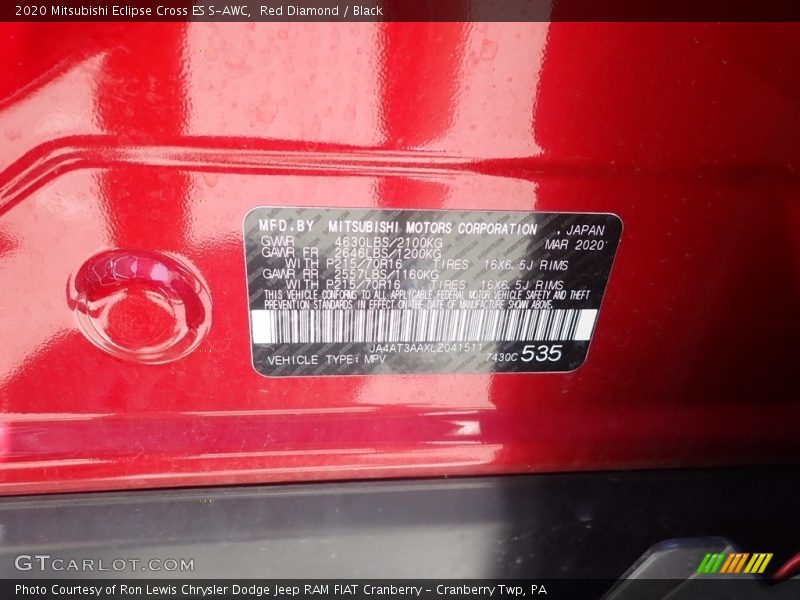 2020 Mitsubishi Eclipse Cross ES S-AWC, Red Diamond / Black
MFD.BY MITSUBISHI MOTORS CORPORATION , JAPAN
GVWR 4630LBS/2100KG MAR 2020
GAWR FR 2646LBS/1200KG
WITH P215/70R16 TIRES 16X6.5J RIMS
GAWR RR 2557LBS/1160KG
WITH P215/70R16 TIRES 16X6.5J RIMS
THIS VEHICLE CONFORMS TO ALL APPLICABLE FEDERAL MOTOR VEHICLE SAFETY AND THEFT
PREVENTION STANDARDS IN EFFECT ON THE DATE OF MANUFACTURE SHOWN ABOVE.
JA4AT3AAXLZ041511
VEHICLE TYPE: MPV 7430C 535
GTCARLOT.COM
Photo Courtesy of Ron Lewis Chrysler Dodge Jeep RAM FIAT Cranberry - Cranberry Twp, PA